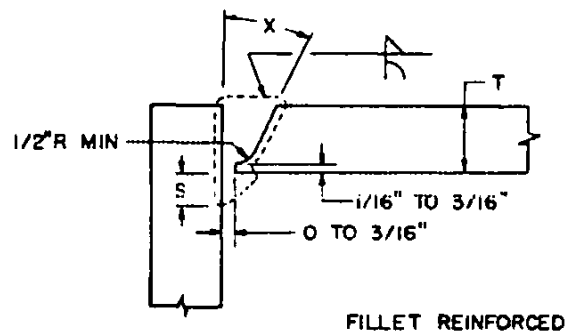 X
T
1/2"R MIN
S
1/16" TO 3/16"
0 TO 3/16"
FILLET REINFORCED